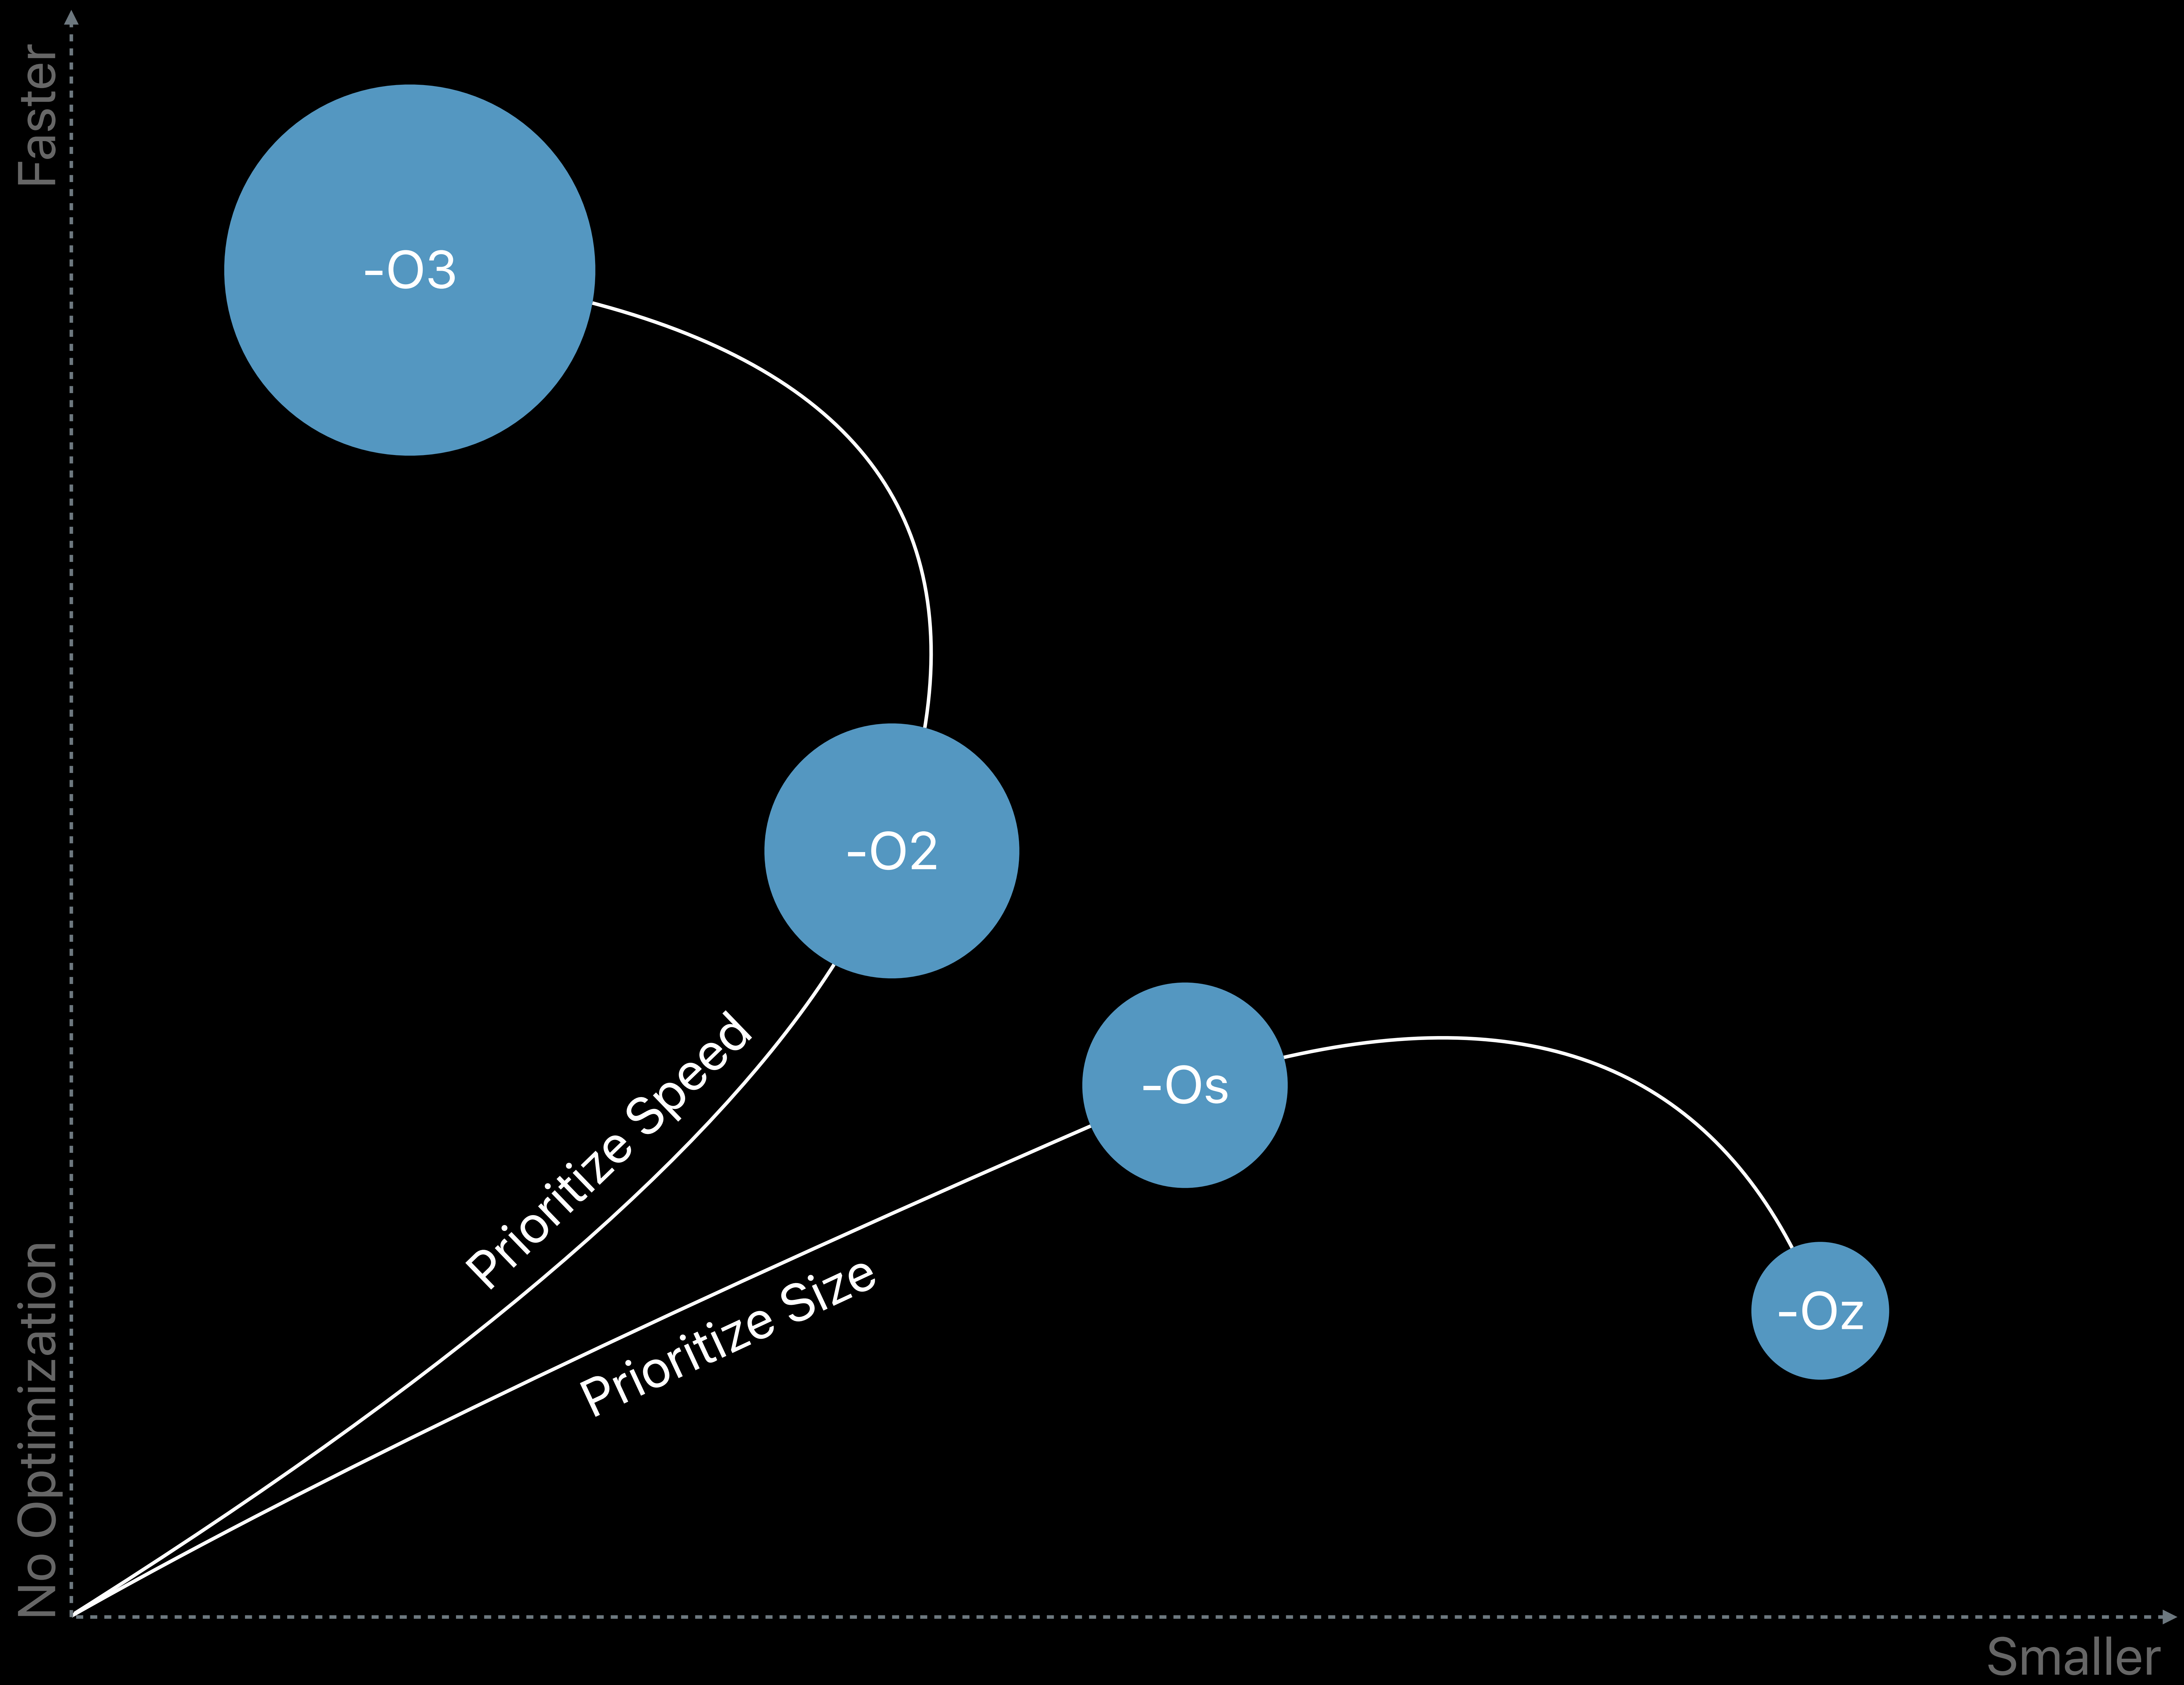 Faster
-O3
-O2
Prioritize Speed
-Os
Prioritize Size
-Oz
No Optimization
Smaller